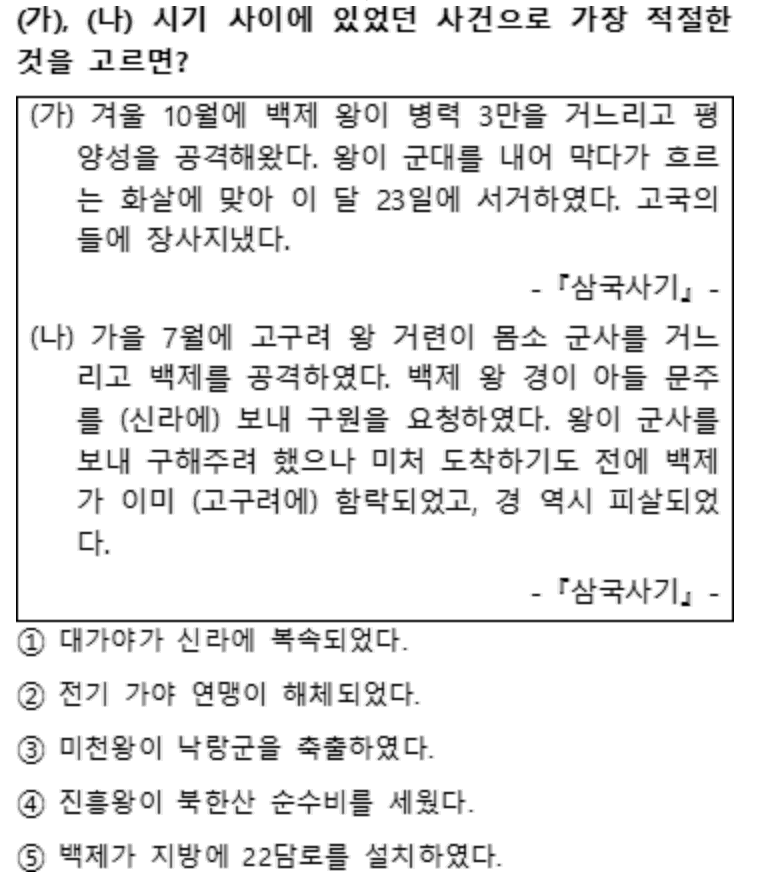 (가), (나) 시기 사이에 있었던 사건으로 가장 적절한
것을 고르면?
(가) 겨울 10월에 백제 왕이 병력 3만을 거느리고 평
양성을 공격해왔다. 왕이 군대를 내어 막다가 흐르
는 화살에 맞아 이 달 23일에 서거하였다. 고국의
들에 장사지냈다.
-『삼국사기』-
(나) 가을 7월에 고구려 왕 거련이 몸소 군사를 거느
리고 백제를 공격하였다. 백제 왕 경이 아들 문주
를 (신라에) 보내 구원을 요청하였다. 왕이 군사를
보내 구해주려 했으나 미처 도착하기도 전에 백제
가 이미 (고구려에) 함락되었고, 경 역시 피살되었
다.
-『삼국사기』-
① 대가야가 신라에 복속되었다.
② 전기 가야 연맹이 해체되었다.
③ 미천왕이 낙랑군을 축출하였다.
④ 진흥왕이 북한산 순수비를 세웠다.
⑤ 백제가 지방에 22담로를 설치하였다.